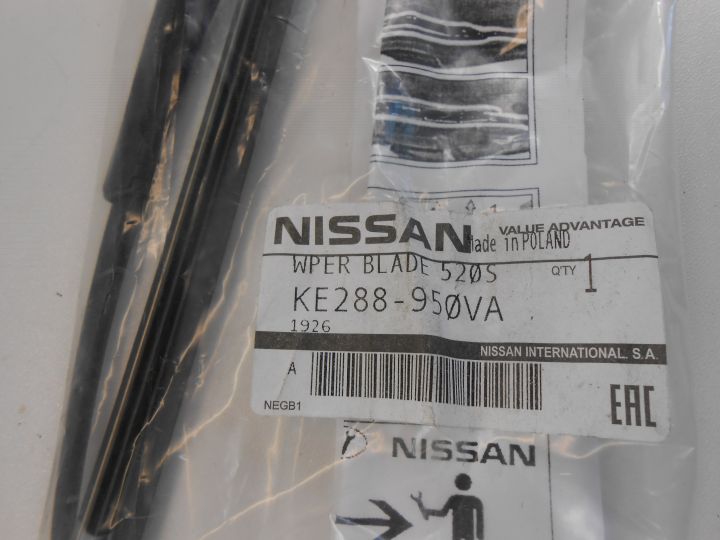 NISSAN VALUE ADVANTAGE
Made in POLAND
WPER BLADE 520S QTY 1
KE288-950VA
1926
NISSAN INTERNATIONAL. S.A.
A
NEGB1
EAC
NISSAN